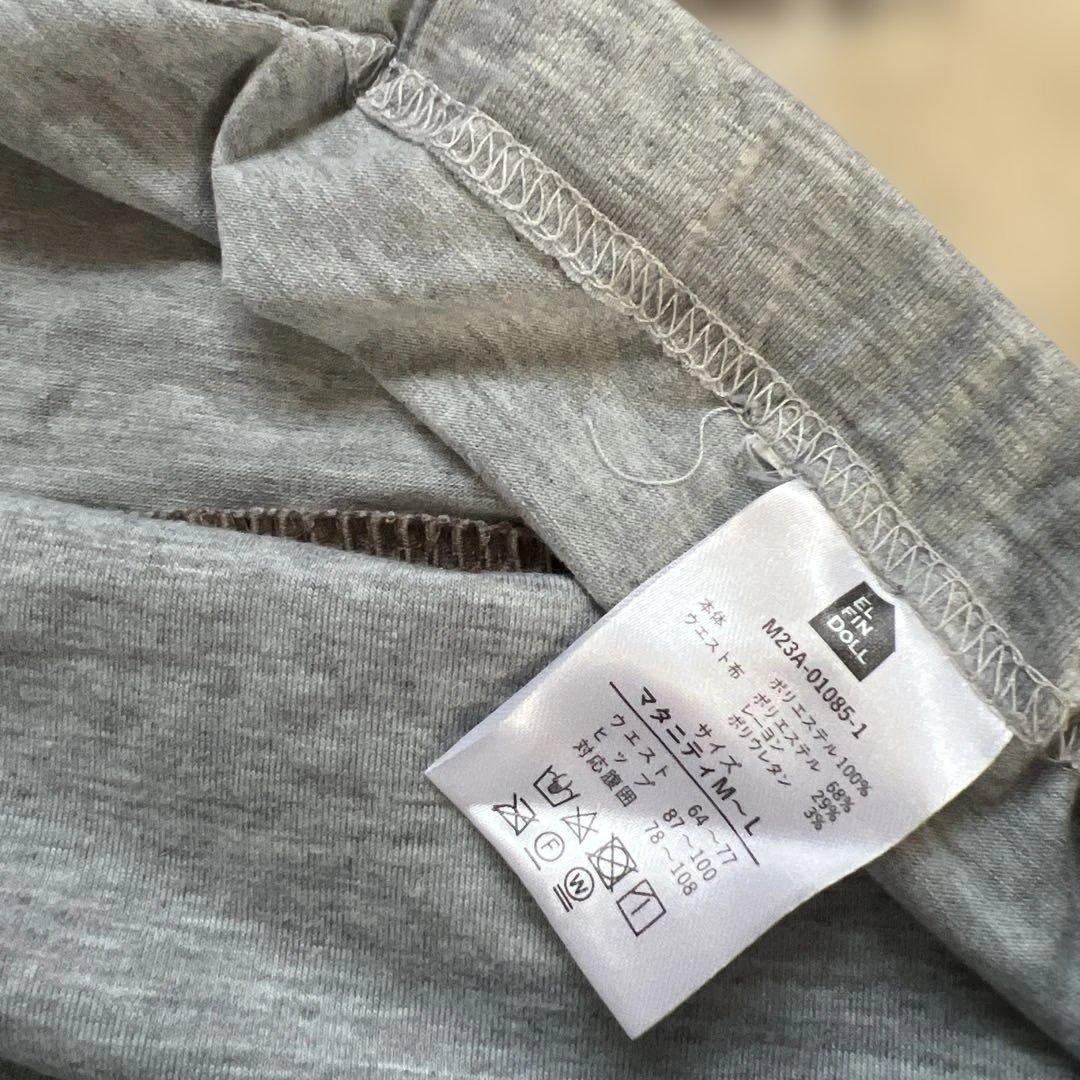 EL
FIN
DOLL
M23A-01085-1
本体 ポリエステル 100%
ウエスト布 ポリエステル 68%
レーヨン 29%
ポリウレタン 3%
サイズ
マタニティM～L
ウエスト 64～77
ヒップ 87～100
対応腹囲 78～108
F
W